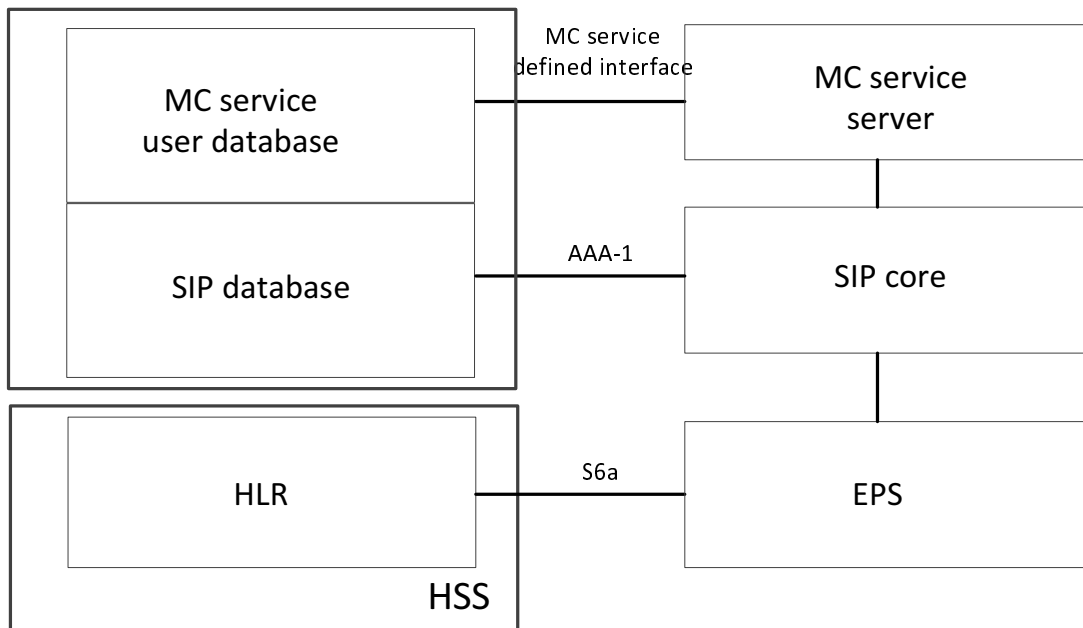 MC service
defined interface
MC service
user database
MC service
server
AAA-1
SIP database
SIP core
S6a
HLR
EPS
HSS